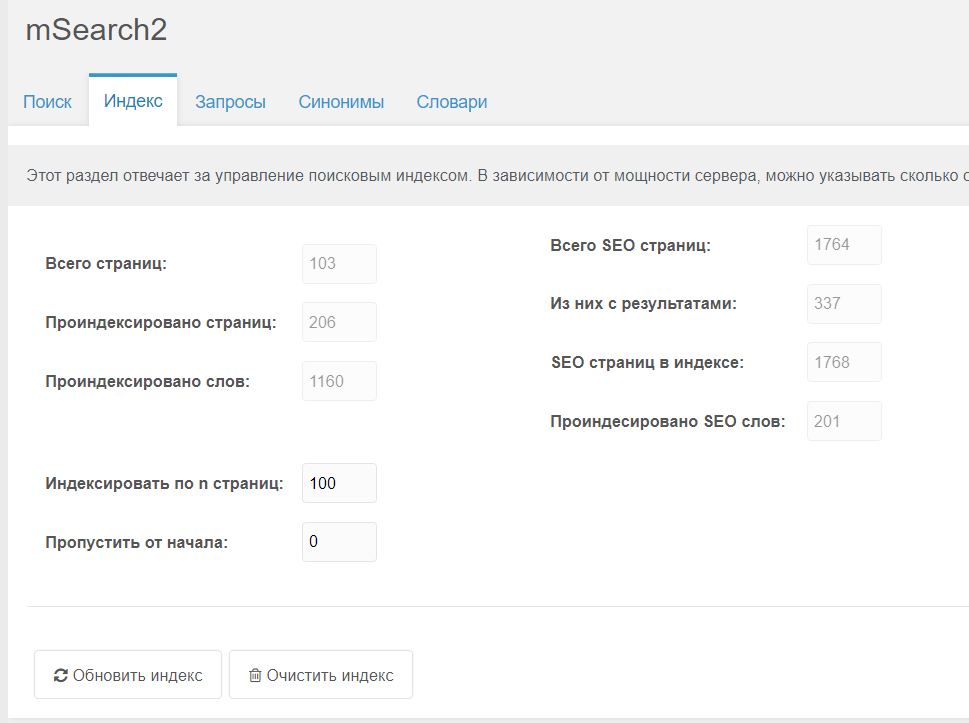 mSearch2
Поиск Индекс Запросы Синонимы Словари
Этот раздел отвечает за управление поисковым индексом. В зависимости от мощности сервера, можно указывать сколько
Всего страниц: 103
Проиндексировано страниц: 206
Проиндексировано слов: 1160
Индексировать по n страниц: 100
Пропустить от начала: 0
Всего SEO страниц: 1764
Из них с результатами: 337
SEO страниц в индексе: 1768
Проиндесировано SEO слов: 201
Обновить индекс Очистить индекс